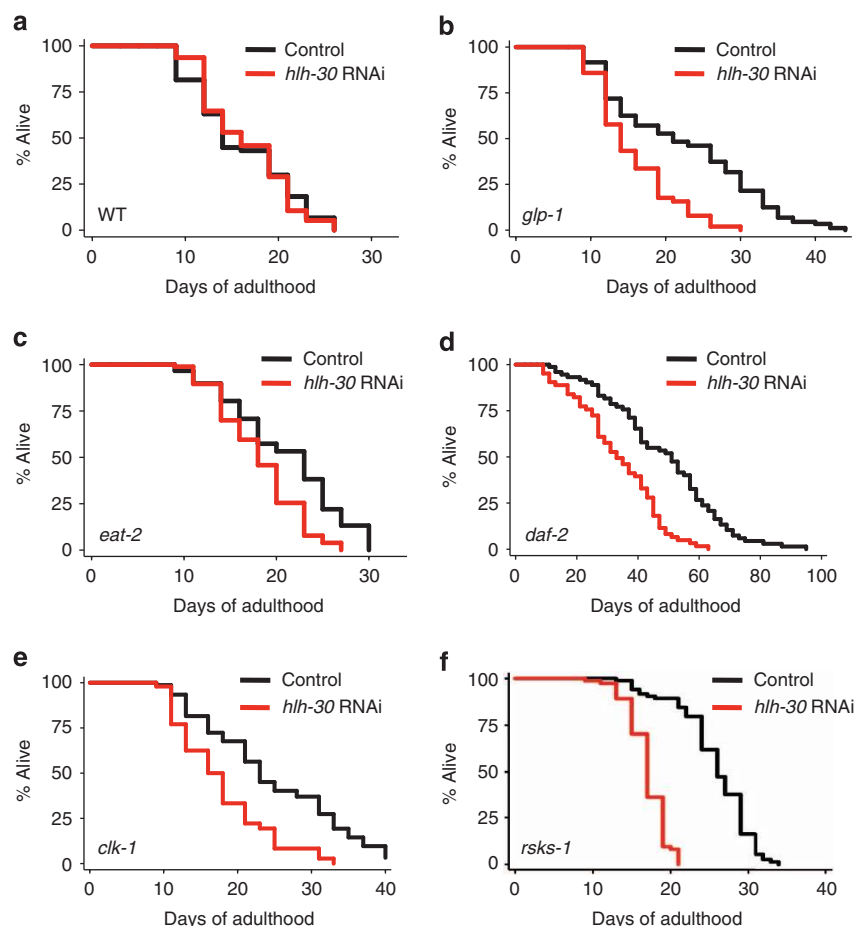 a
100
75
50
25
0
% Alive
Control
hlh-30 RNAi
WT
0 10 20 30
Days of adulthood
b
100
75
50
25
0
% Alive
Control
hlh-30 RNAi
glp-1
0 10 20 30 40
Days of adulthood
c
100
75
50
25
0
% Alive
Control
hlh-30 RNAi
eat-2
0 10 20 30
Days of adulthood
d
100
75
50
25
0
% Alive
Control
hlh-30 RNAi
daf-2
0 20 40 60 80 100
Days of adulthood
e
100
75
50
25
0
% Alive
Control
hlh-30 RNAi
clk-1
0 10 20 30 40
Days of adulthood
f
100
75
50
25
0
% Alive
Control
hlh-30 RNAi
rsks-1
0 10 20 30 40
Days of adulthood